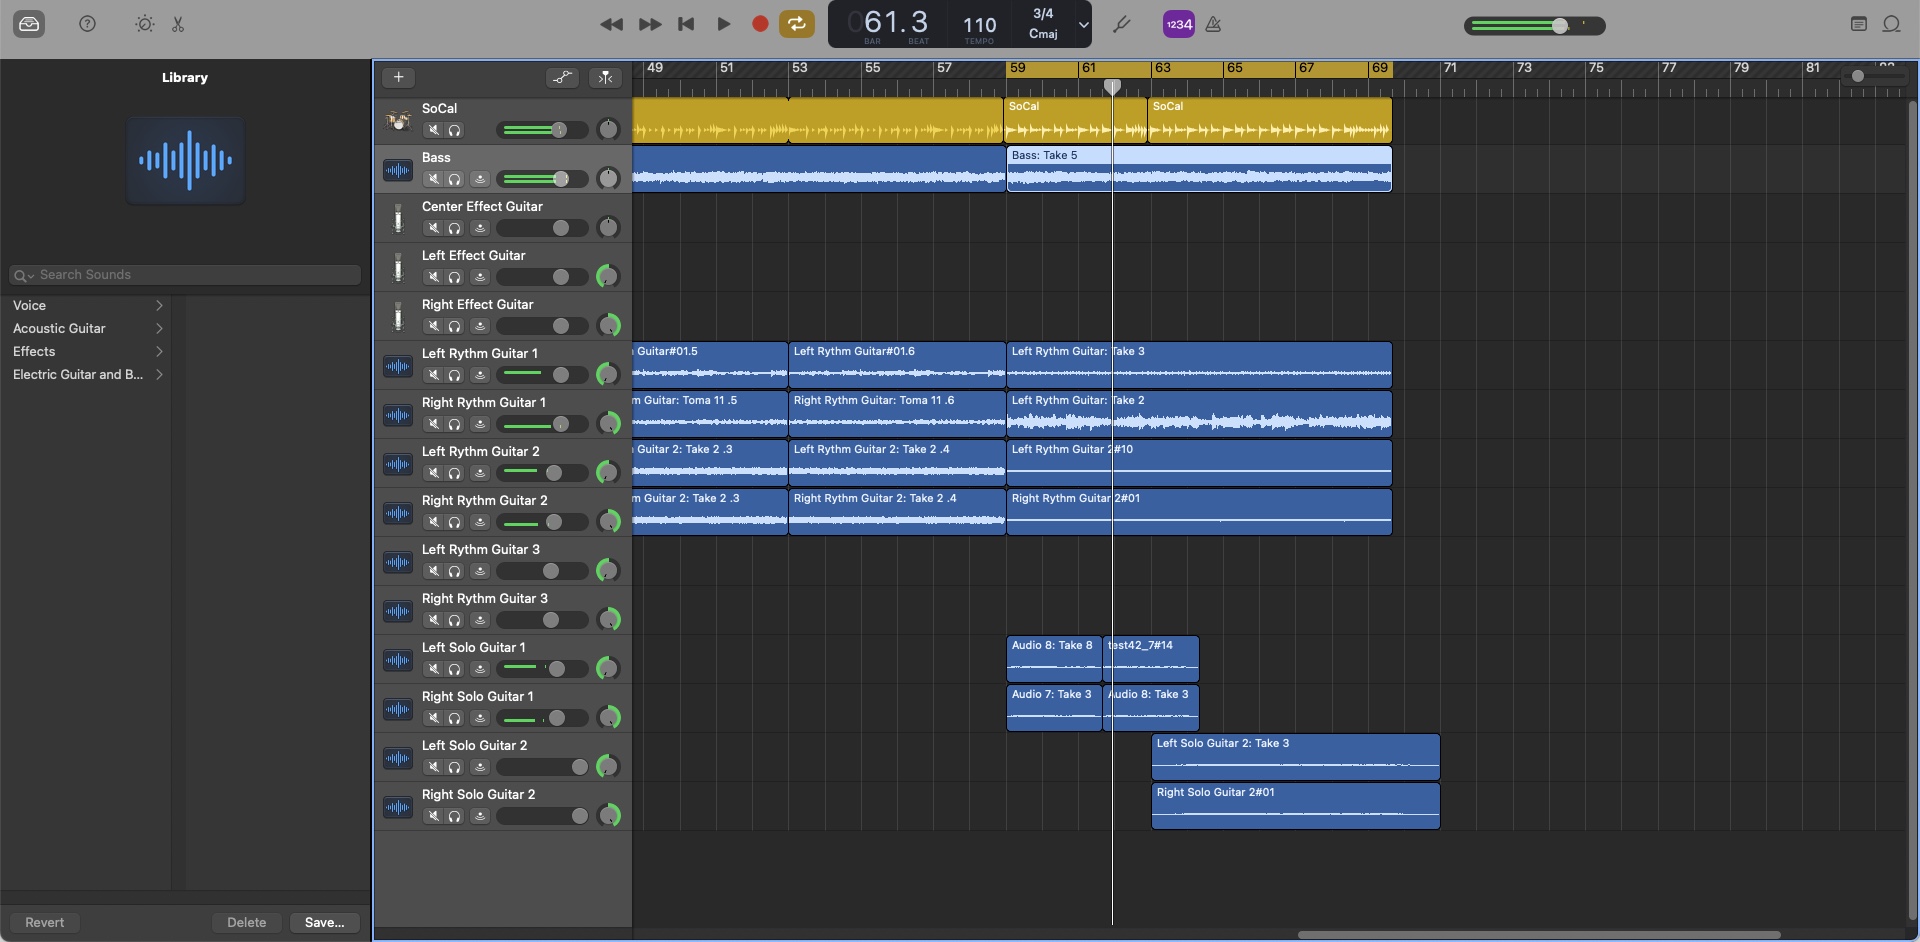 061.3
BAR
BEAT
110
TEMPO
3/4
Cmaj
1234
Library
49
51
53
55
57
59
61
63
65
67
69
71
73
75
77
79
81
SoCal
SoCal
SoCal
Bass
Bass: Take 5
Center Effect Guitar
Left Effect Guitar
Search Sounds
Right Effect Guitar
Voice
Acoustic Guitar
Effects
Electric Guitar and B...
Left Rythm Guitar 1
Guitar#01.5
Left Rythm Guitar#01.6
Left Rythm Guitar: Take 3
Right Rythm Guitar 1
m Guitar: Toma 11 .5
Right Rythm Guitar: Toma 11 .6
Left Rythm Guitar: Take 2
Left Rythm Guitar 2
Guitar 2: Take 2 .3
Left Rythm Guitar 2: Take 2 .4
Left Rythm Guitar 2#10
Right Rythm Guitar 2
m Guitar 2: Take 2 .3
Right Rythm Guitar 2: Take 2 .4
Right Rythm Guitar 2#01
Left Rythm Guitar 3
Right Rythm Guitar 3
Left Solo Guitar 1
Audio 8: Take 8
test42_7#14
Right Solo Guitar 1
Audio 7: Take 3
Audio 8: Take 3
Left Solo Guitar 2
Left Solo Guitar 2: Take 3
Right Solo Guitar 2
Right Solo Guitar 2#01
Revert
Delete
Save...